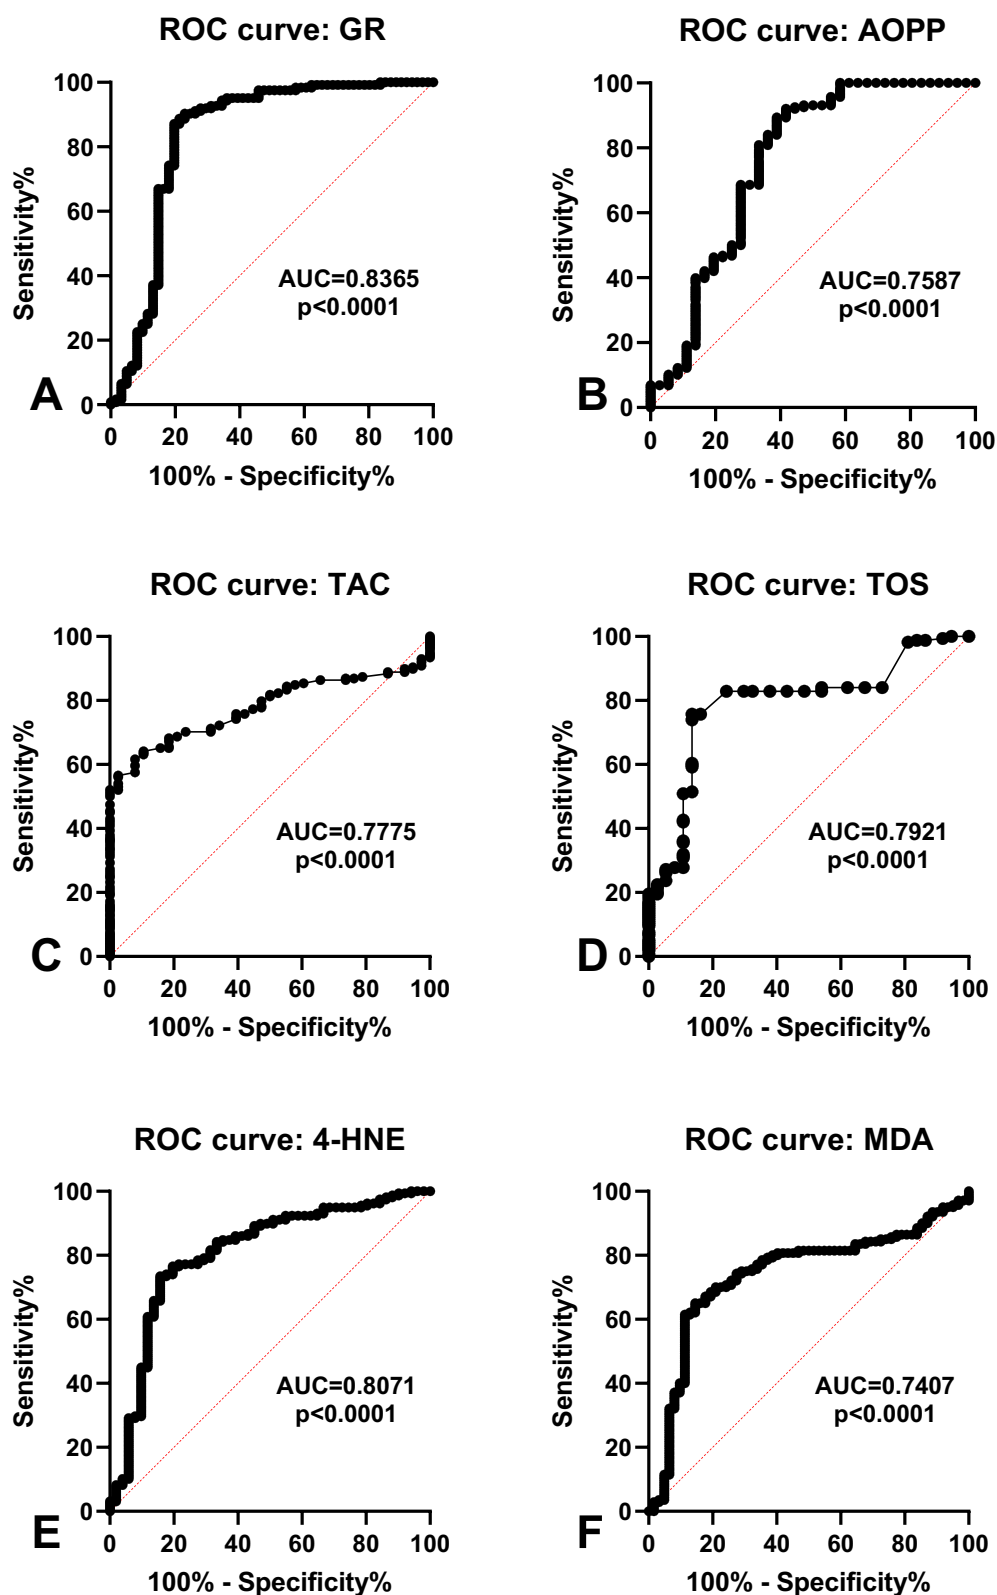 ROC curve: GR
100
80
60
40
20
0
Sensitivity%
AUC=0.8365
p<0.0001
A
0 20 40 60 80 100
100% - Specificity%
ROC curve: AOPP
100
80
60
40
20
0
Sensitivity%
AUC=0.7587
p<0.0001
B
0 20 40 60 80 100
100% - Specificity%
ROC curve: TAC
100
80
60
40
20
0
Sensitivity%
AUC=0.7775
p<0.0001
C
0 20 40 60 80 100
100% - Specificity%
ROC curve: TOS
100
80
60
40
20
0
Sensitivity%
AUC=0.7921
p<0.0001
D
0 20 40 60 80 100
100% - Specificity%
ROC curve: 4-HNE
100
80
60
40
20
0
Sensitivity%
AUC=0.8071
p<0.0001
E
0 20 40 60 80 100
100% - Specificity%
ROC curve: MDA
100
80
60
40
20
0
Sensitivity%
AUC=0.7407
p<0.0001
F
0 20 40 60 80 100
100% - Specificity%